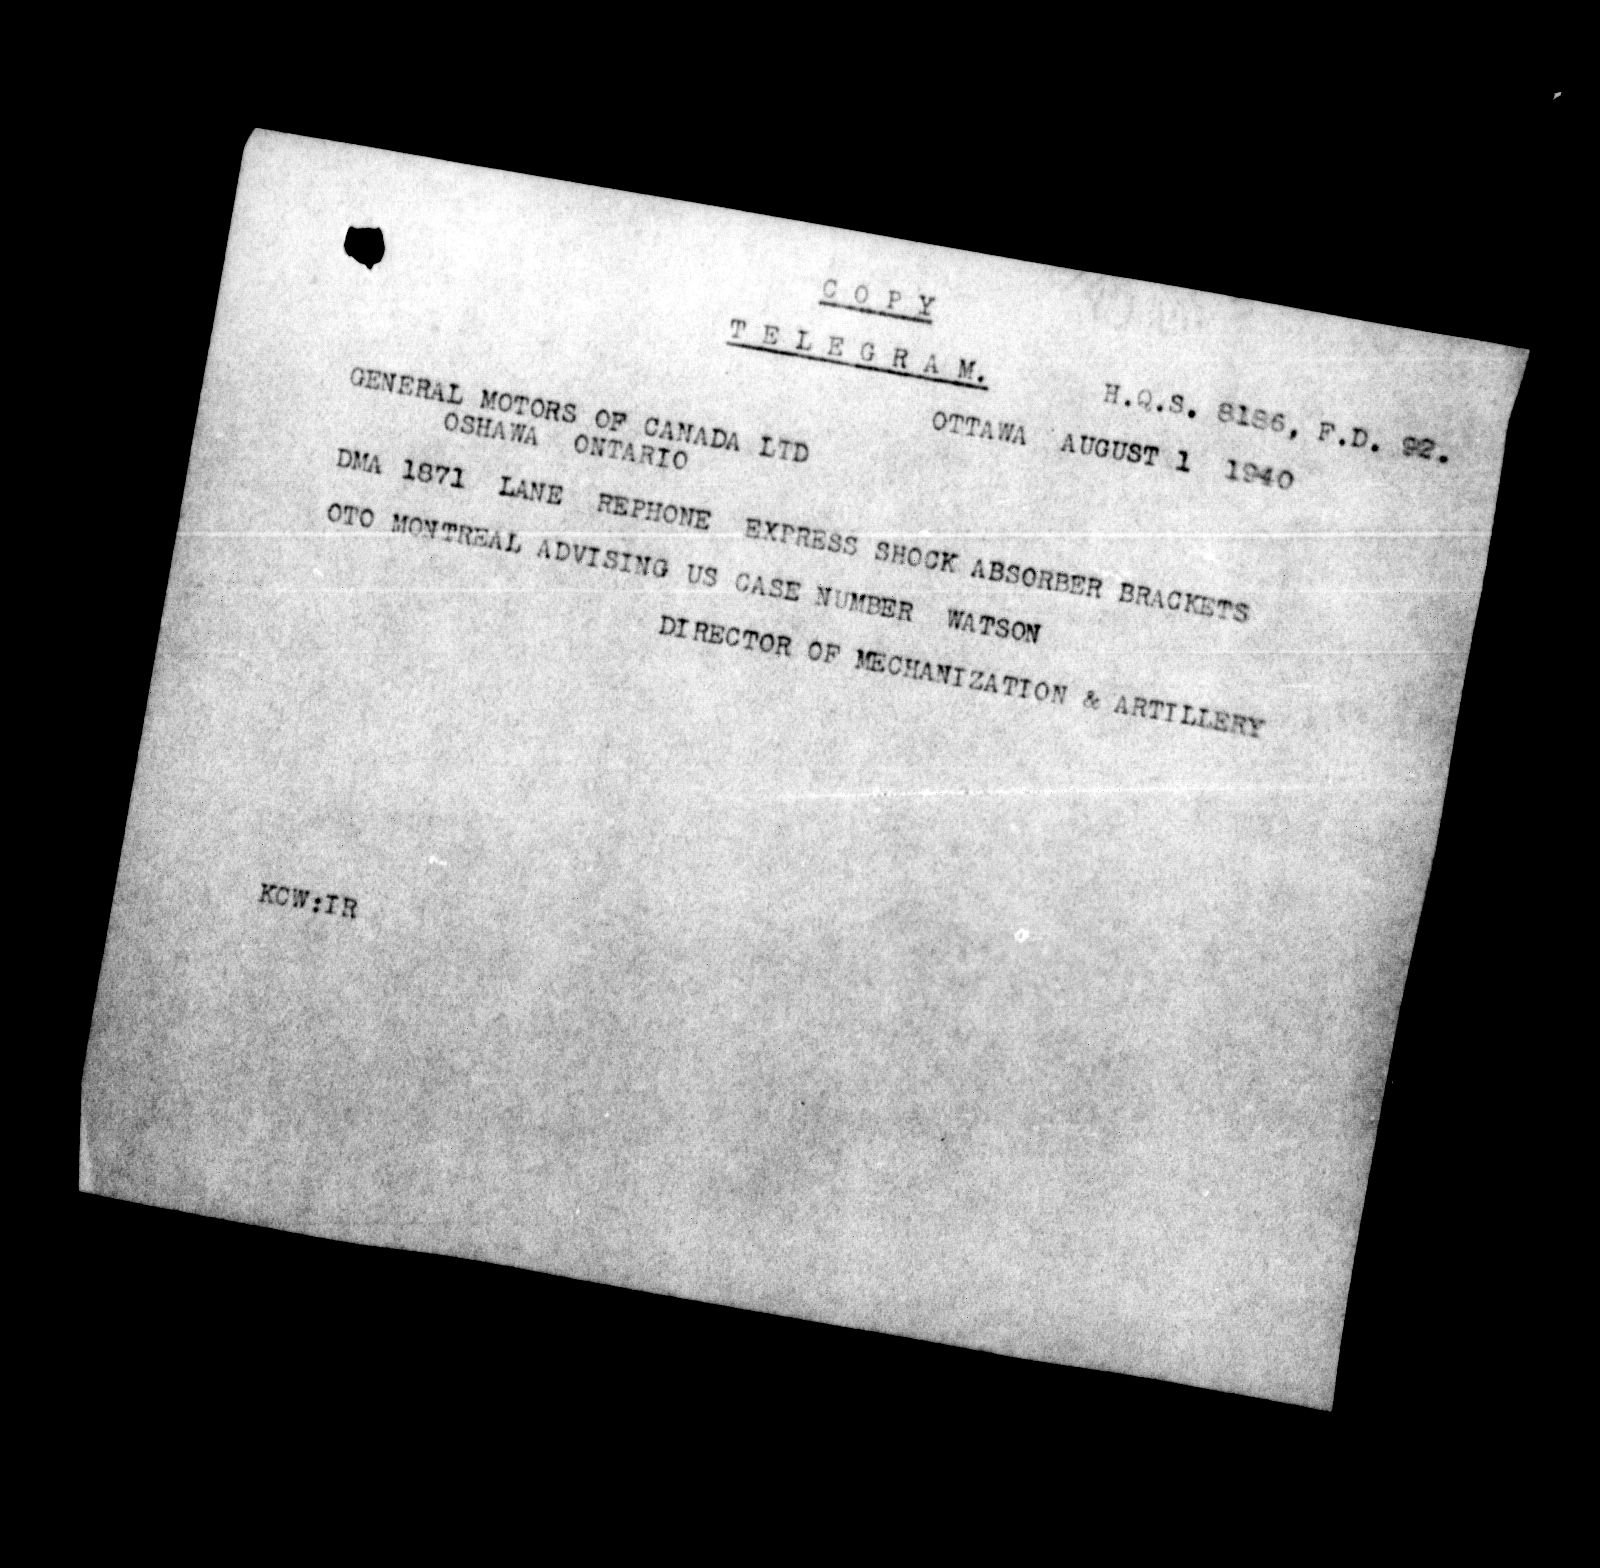 C O P Y
T E L E G R A M.
H.Q.S. 8186, F.D. 92.
OTTAWA AUGUST 1 1940
GENERAL MOTORS OF CANADA LTD
OSHAWA ONTARIO
DMA 1871 LANE REPHONE EXPRESS SHOCK ABSORBER BRACKETS
OTO MONTREAL ADVISING US CASE NUMBER WATSON
DIRECTOR OF MECHANIZATION & ARTILLERY
KCW:IR